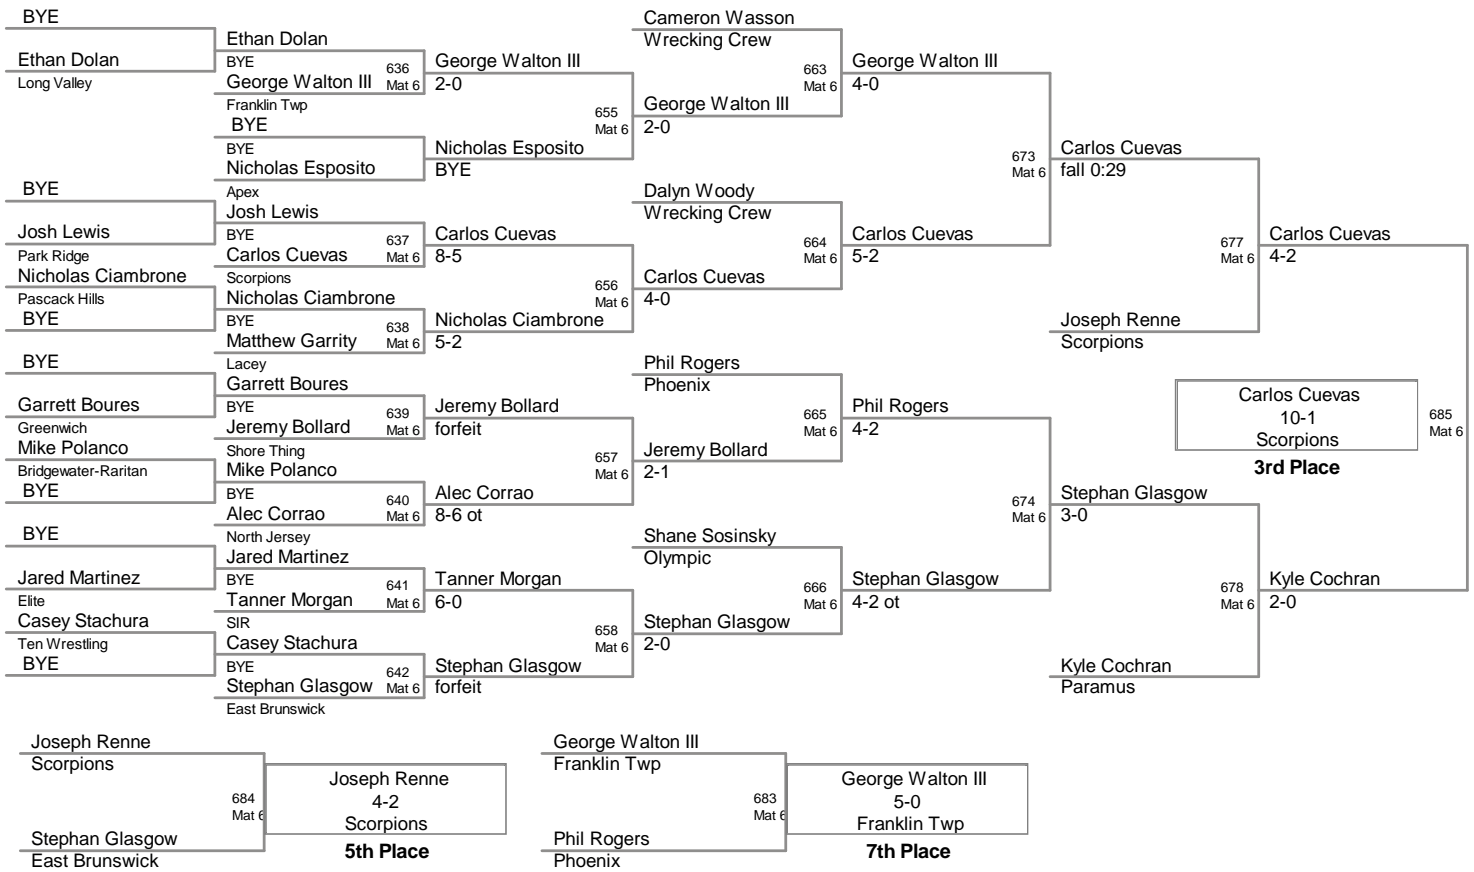 BYE
Ethan Dolan
Long Valley
BYE
Josh Lewis
Park Ridge
Nicholas Ciambrone
Pascack Hills
BYE
BYE
Garrett Boures
Greenwich
Mike Polanco
Bridgewater-Raritan
BYE
BYE
Jared Martinez
Elite
Casey Stachura
Ten Wrestling
BYE
Ethan Dolan
BYE
636
George Walton III
Mat 6
Franklin Twp
BYE
BYE
Nicholas Esposito
Apex
Josh Lewis
BYE
637
Carlos Cuevas
Mat 6
Scorpions
Nicholas Ciambrone
BYE
638
Matthew Garrity
Mat 6
Lacey
Garrett Boures
BYE
639
Jeremy Bollard
Mat 6
Shore Thing
Mike Polanco
BYE
640
Alec Corrao
Mat 6
North Jersey
Jared Martinez
BYE
641
Tanner Morgan
Mat 6
SIR
Casey Stachura
BYE
642
Stephan Glasgow
Mat 6
East Brunswick
George Walton III
2-0
655
Mat 6
Nicholas Esposito
BYE
Carlos Cuevas
8-5
656
Mat 6
Nicholas Ciambrone
5-2
Jeremy Bollard
forfeit
657
Mat 6
Alec Corrao
8-6 ot
Tanner Morgan
6-0
658
Mat 6
Stephan Glasgow
forfeit
Cameron Wasson
Wrecking Crew
663
Mat 6
George Walton III
2-0
Dalyn Woody
Wrecking Crew
664
Mat 6
Carlos Cuevas
4-0
Phil Rogers
Phoenix
665
Mat 6
Jeremy Bollard
2-1
Shane Sosinsky
Olympic
666
Mat 6
Stephan Glasgow
2-0
George Walton III
4-0
673
Mat 6
Carlos Cuevas
5-2
Phil Rogers
4-2
674
Mat 6
Stephan Glasgow
4-2 ot
Carlos Cuevas
fall 0:29
677
Mat 6
Joseph Renne
Scorpions
Stephan Glasgow
3-0
678
Mat 6
Kyle Cochran
Paramus
Carlos Cuevas
4-2
Carlos Cuevas
10-1
Scorpions
3rd Place
685
Mat 6
Kyle Cochran
2-0
Joseph Renne
Scorpions
684
Mat 6
Stephan Glasgow
East Brunswick
Joseph Renne
4-2
Scorpions
5th Place
George Walton III
Franklin Twp
683
Mat 6
Phil Rogers
Phoenix
George Walton III
5-0
Franklin Twp
7th Place